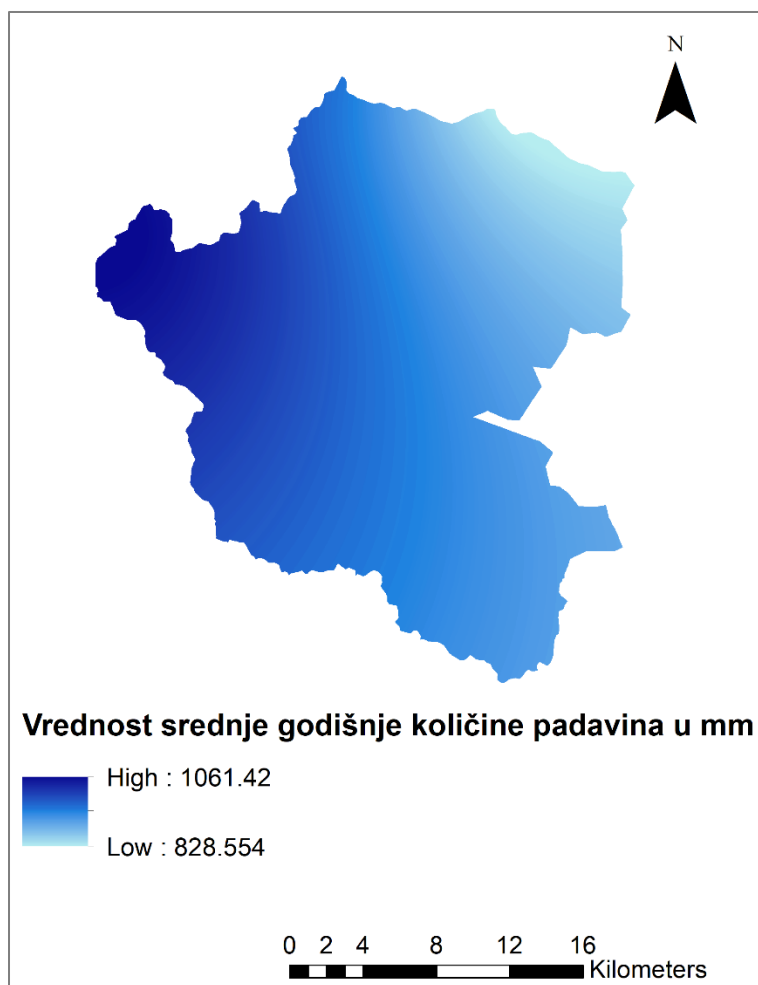 N
Vrednost srednje godišnje količine padavina u mm
High : 1061.42
Low : 828.554
0 2 4 8 12 16
Kilometers